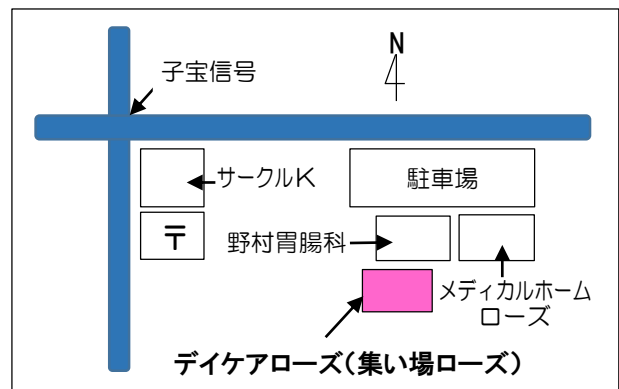 N
子宝信号
サークルK
駐車場
〒
野村胃腸科
メディカルホーム
ローズ
デイケアローズ(集い場ローズ)